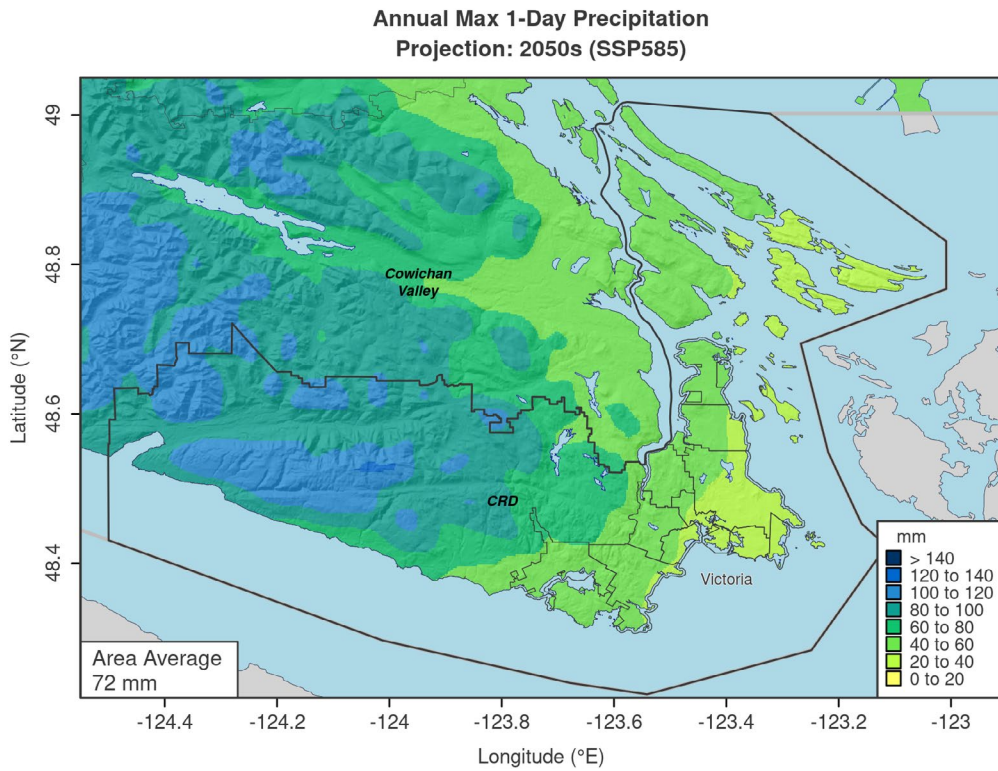 Annual Max 1-Day Precipitation
Projection: 2050s (SSP585)
Latitude (°N)
49
48.8
48.6
48.4
Cowichan
Valley
CRD
Victoria
mm
> 140
120 to 140
100 to 120
80 to 100
60 to 80
40 to 60
20 to 40
0 to 20
Area Average
72 mm
-124.4
-124.2
-124
-123.8
-123.6
-123.4
-123.2
-123
Longitude (°E)